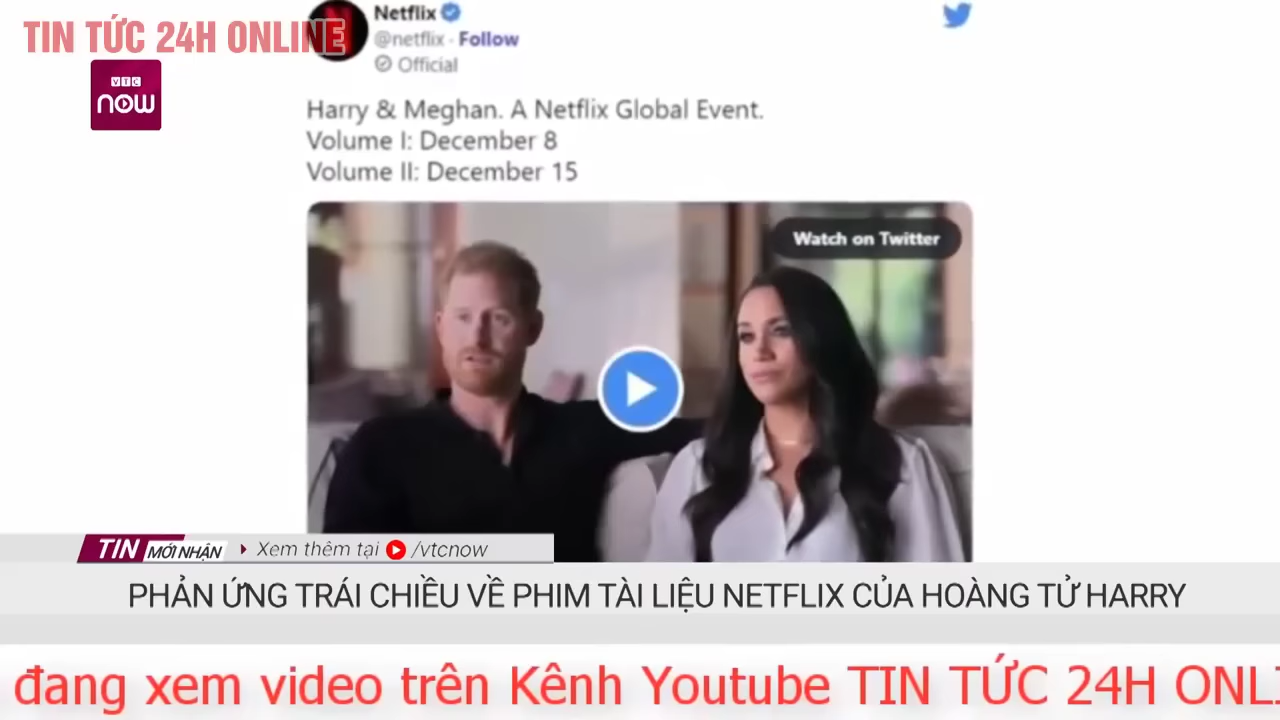 TIN TỨC 24H ONLINE
VTC
now
Netflix
@netflix · Follow
Official
Harry & Meghan. A Netflix Global Event.
Volume I: December 8
Volume II: December 15
Watch on Twitter
TIN MỚI NHẬN Xem thêm tại /vtcnow
PHẢN ỨNG TRÁI CHIỀU VỀ PHIM TÀI LIỆU NETFLIX CỦA HOÀNG TỬ HARRY
đang xem video trên Kênh Youtube TIN TỨC 24H ONLI